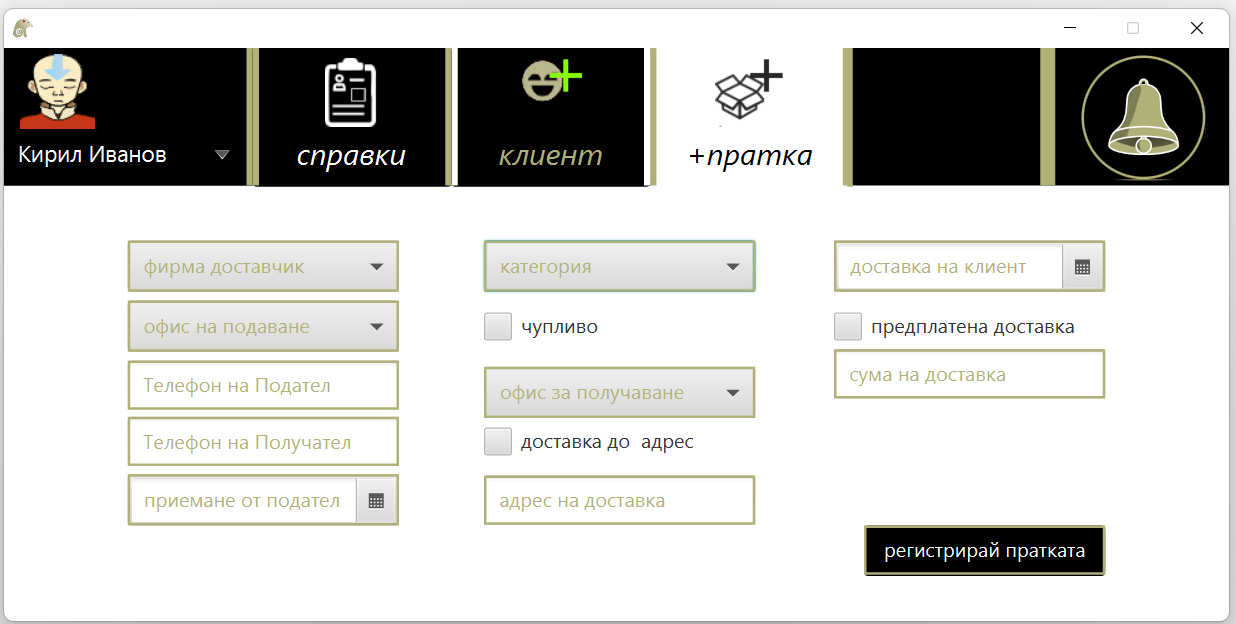 Кирил Иванов
справки
клиент
+пратка
фирма доставчик
офис на подаване
Телефон на Подател
Телефон на Получател
приемане от подател
категория
чупливо
офис за получаване
доставка до  адрес
адрес на доставка
доставка на клиент
предплатена доставка
сума на доставка
регистрирай пратката